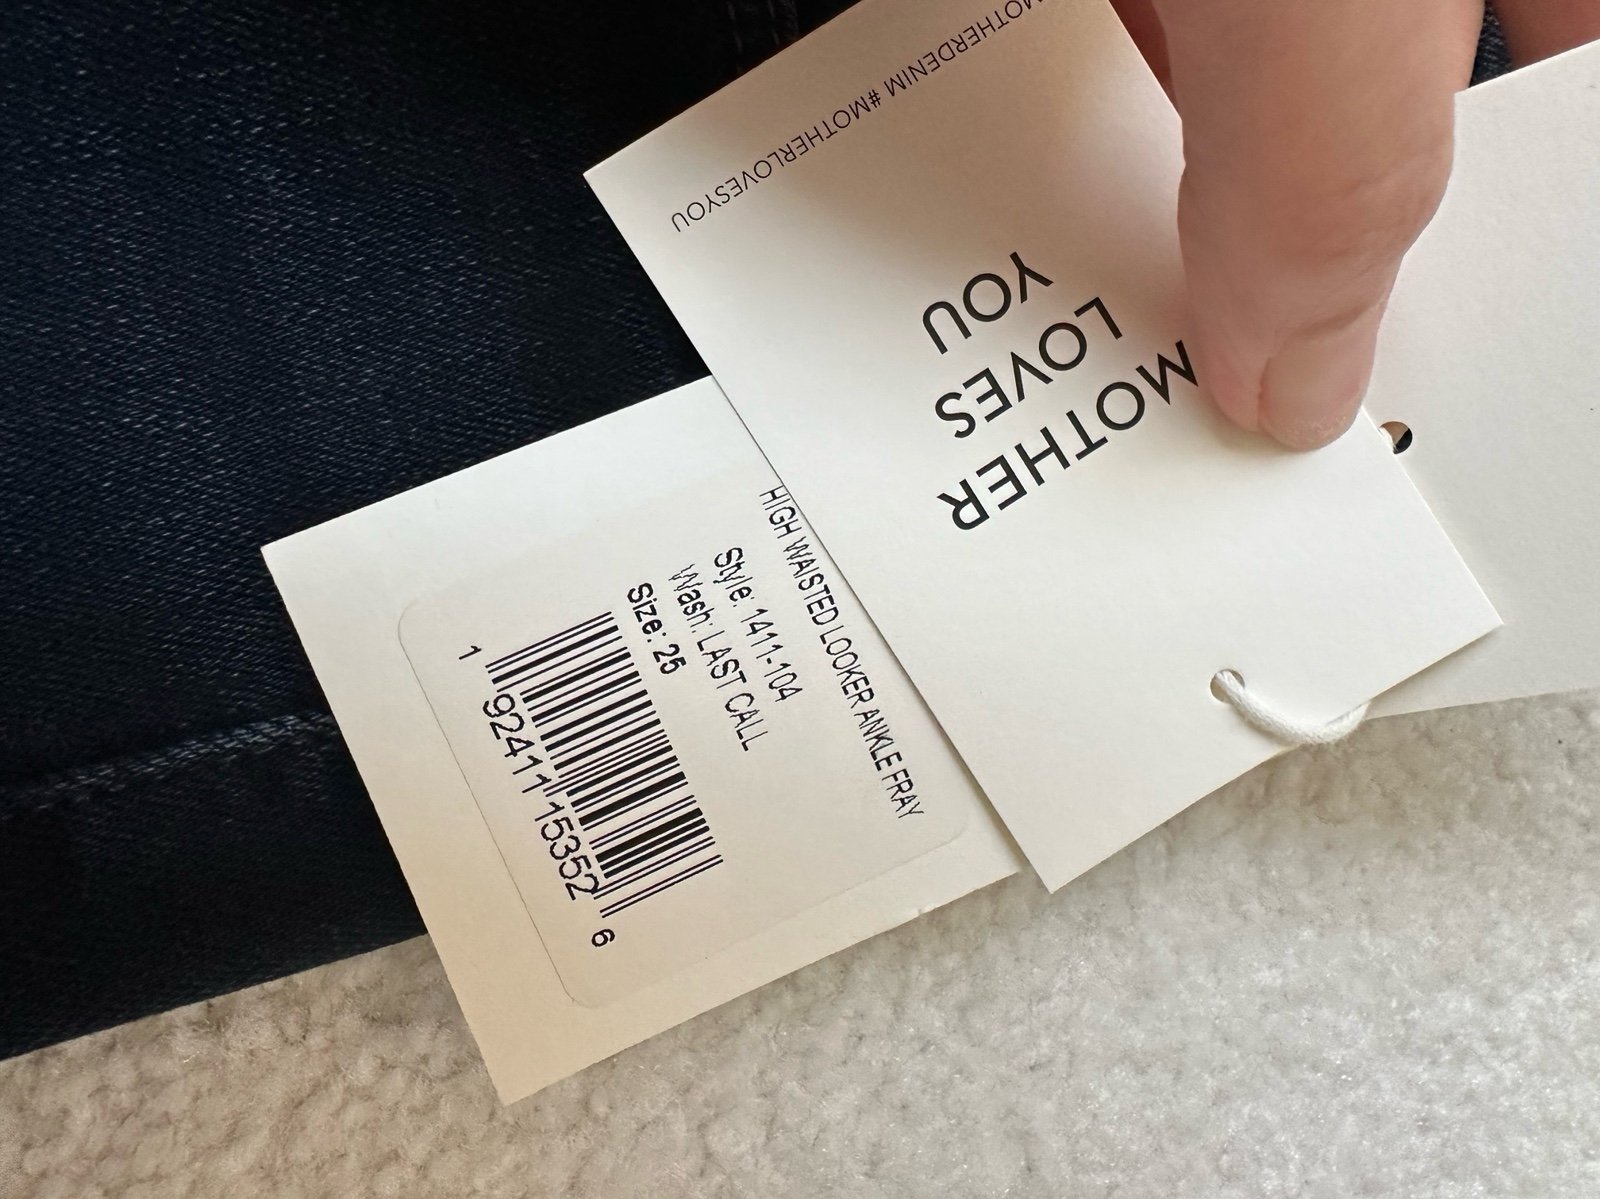 MOTHERDENIM #MOTHERLOVESYOU
MOTHER
LOVES
YOU
HIGH WAISTED LOOKER ANKLE FRAY
Style: 1411-104
Wash: LAST CALL
Size: 25
1 92411 15352 6